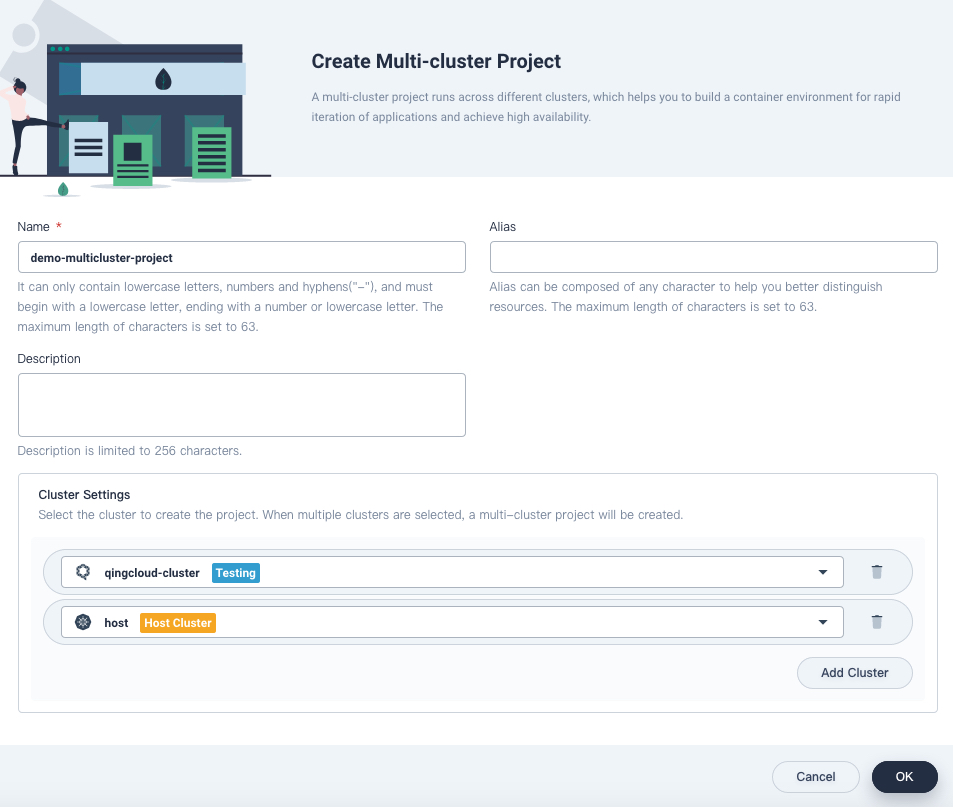 Create Multi-cluster Project
A multi-cluster project runs across different clusters, which helps you to build a container environment for rapid
iteration of applications and achieve high availability.
Name *
Alias
demo-multicluster-project
It can only contain lowercase letters, numbers and hyphens("-"), and must
begin with a lowercase letter, ending with a number or lowercase letter. The
maximum length of characters is set to 63.
Alias can be composed of any character to help you better distinguish
resources. The maximum length of characters is set to 63.
Description
Description is limited to 256 characters.
Cluster Settings
Select the cluster to create the project. When multiple clusters are selected, a multi-cluster project will be created.
qingcloud-cluster Testing
host Host Cluster
Add Cluster
Cancel OK